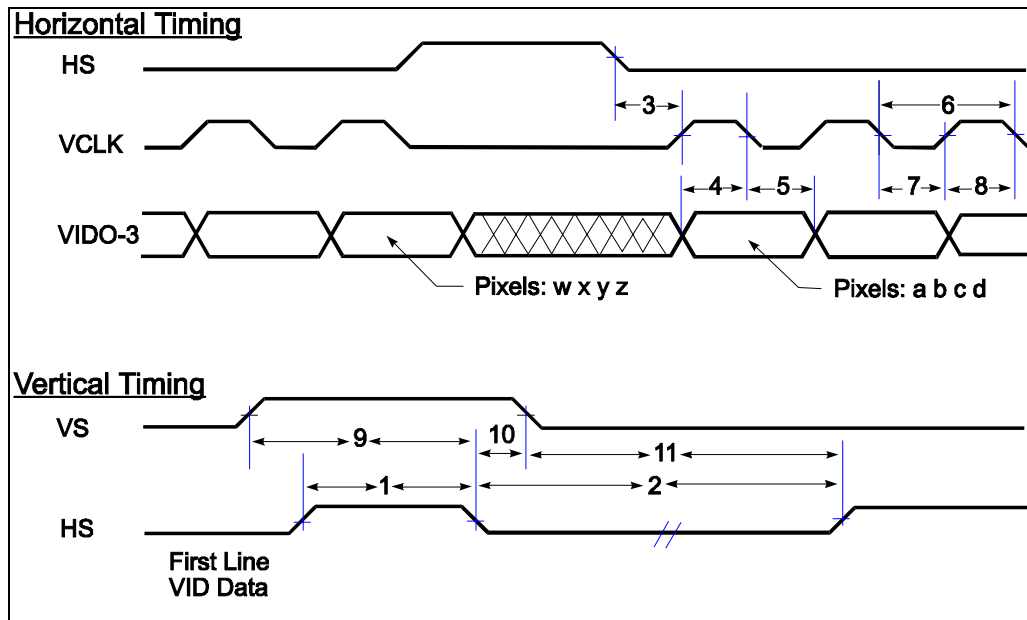 Horizontal Timing
HS
3
6
VCLK
4
5
7
8
VIDO-3
Pixels: w x y z
Pixels: a b c d
Vertical Timing
VS
9
10
11
1
2
HS
First Line
VID Data